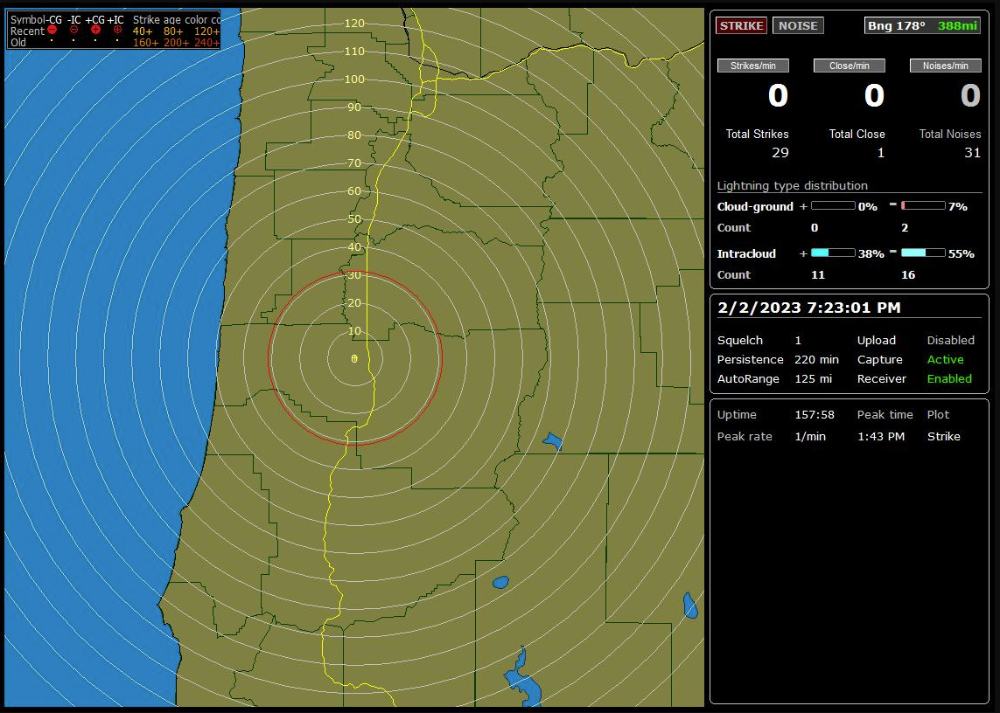 Symbol -CG -IC +CG +IC Strike age color cc
Recent 40+ 80+ 120+
Old 160+ 200+ 240+
120
110
100
90
80
70
60
50
40
30
20
10
0
STRIKE NOISE Bng 178° 388mi
Strikes/min Close/min Noises/min
0 0 0
Total Strikes Total Close Total Noises
29 1 31
Lightning type distribution
Cloud-ground + 0% - 7%
Count 0 2
Intracloud + 38% - 55%
Count 11 16
2/2/2023 7:23:01 PM
Squelch 1 Upload Disabled
Persistence 220 min Capture Active
AutoRange 125 mi Receiver Enabled
Uptime 157:58 Peak time Plot
Peak rate 1/min 1:43 PM Strike